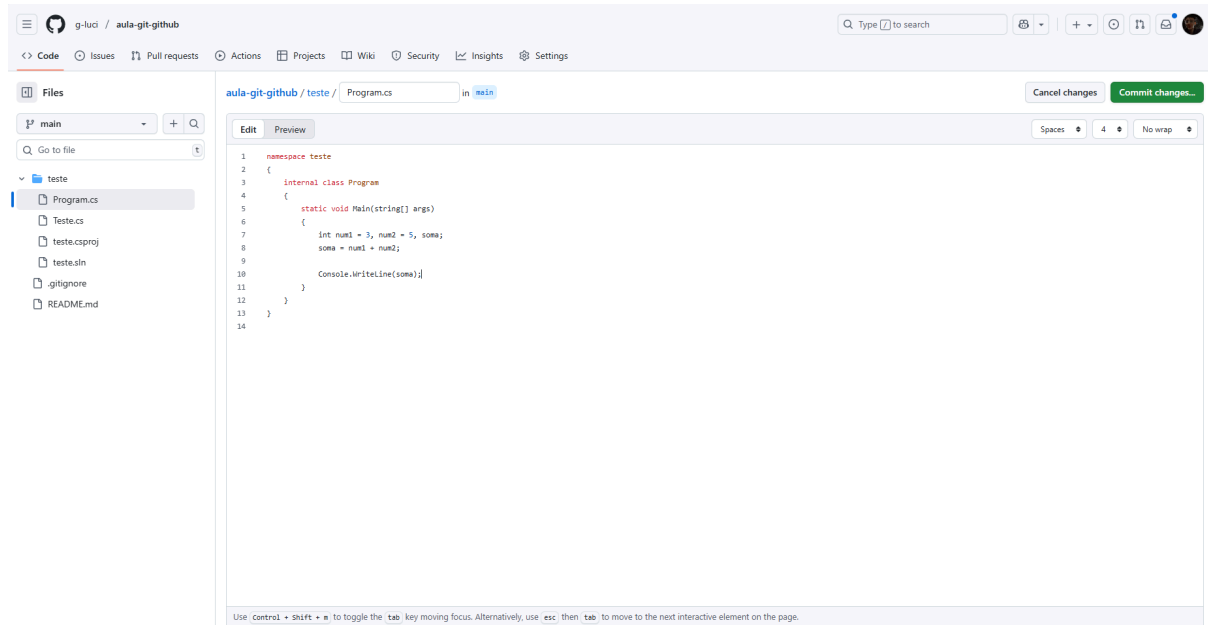 g-luci / aula-git-github
Type / to search
Code Issues Pull requests Actions Projects Wiki Security Insights Settings
Files
main
Go to file t
teste
Program.cs
Teste.cs
teste.csproj
teste.sln
.gitignore
README.md
aula-git-github / teste / Program.cs in main
Cancel changes Commit changes...
Edit Preview
Spaces 4 No wrap
1 namespace teste
2 {
3 internal class Program
4 {
5 static void Main(string[] args)
6 {
7 int num1 = 3, num2 = 5, soma;
8 soma = num1 + num2;
9
10 Console.WriteLine(soma);
11 }
12 }
13 }
14
Use Control + Shift + m to toggle the tab key moving focus. Alternatively, use esc then tab to move to the next interactive element on the page.